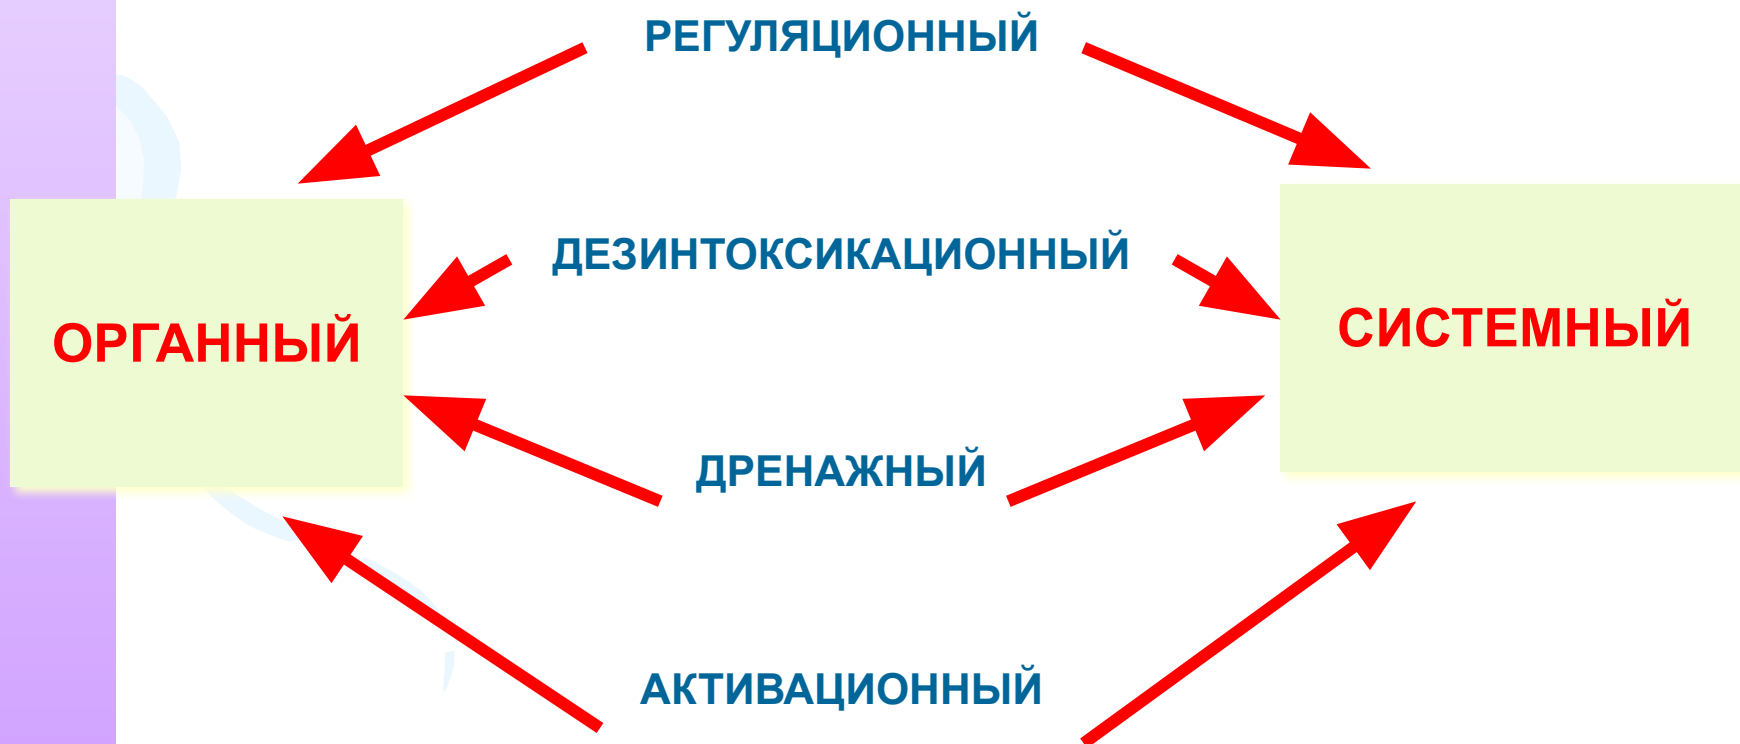 РЕГУЛЯЦИОННЫЙ
ДЕЗИНТОКСИКАЦИОННЫЙ
ОРГАННЫЙ
СИСТЕМНЫЙ
ДРЕНАЖНЫЙ
АКТИВАЦИОННЫЙ